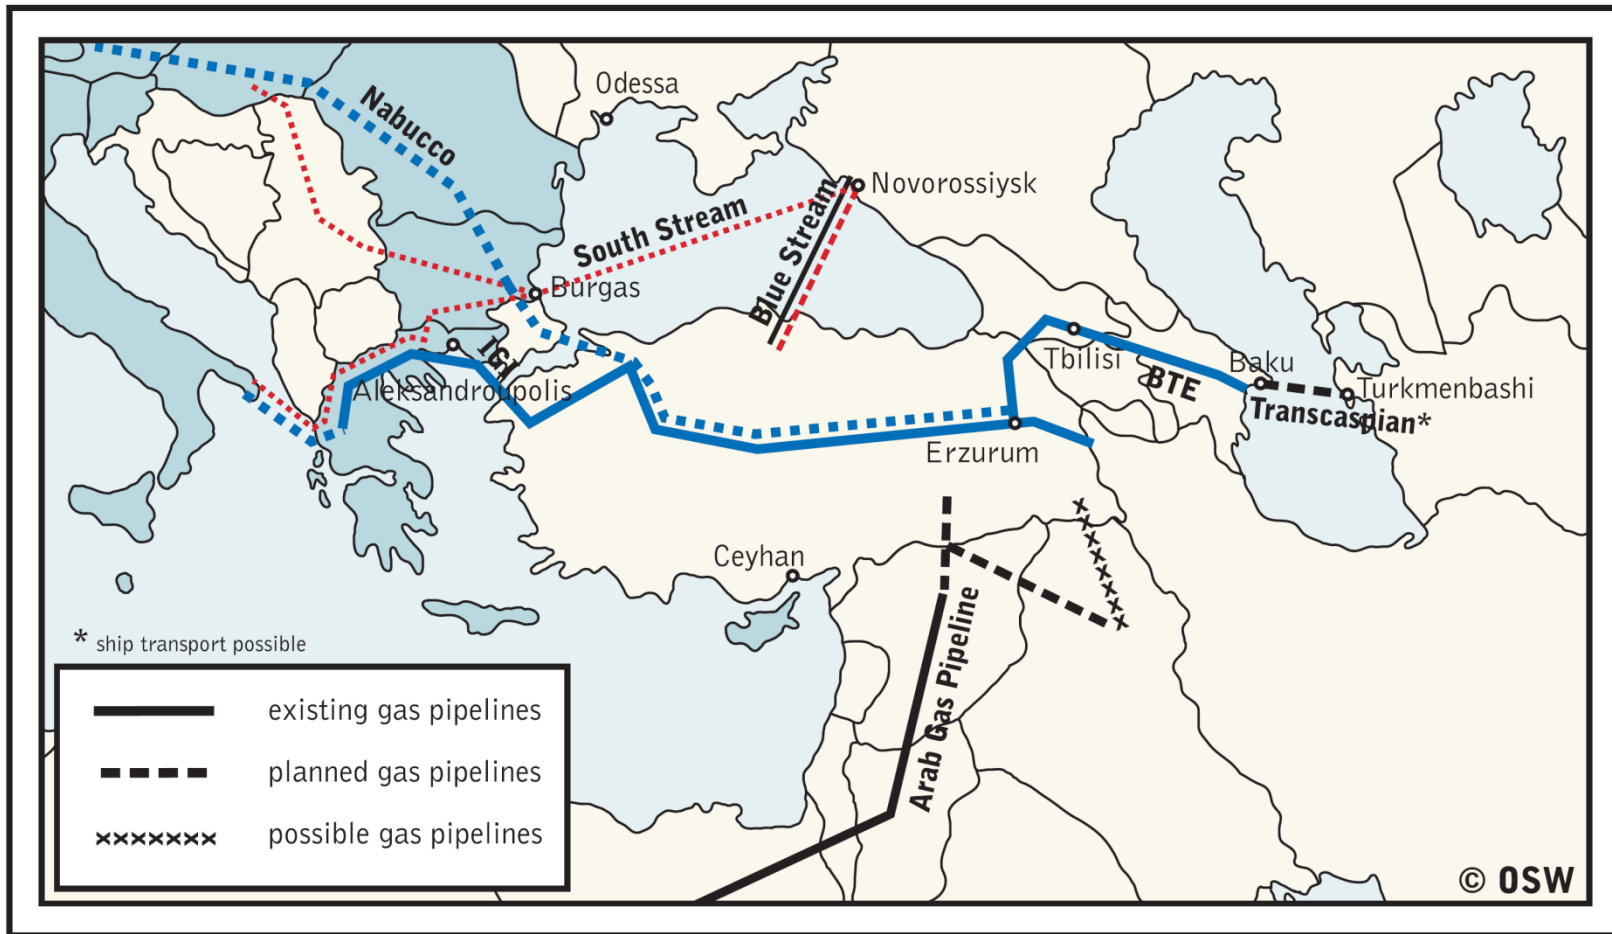 Odessa
Nabucco
Novorossiysk
South Stream
Blue Stream
Burgas
Tbilisi
Baku
BTE
Turkmenbashi
Transcaspian*
IGI
Aleksandroupolis
Erzurum
Ceyhan
Arab Gas Pipeline
* ship transport possible
existing gas pipelines
planned gas pipelines
possible gas pipelines
© OSW